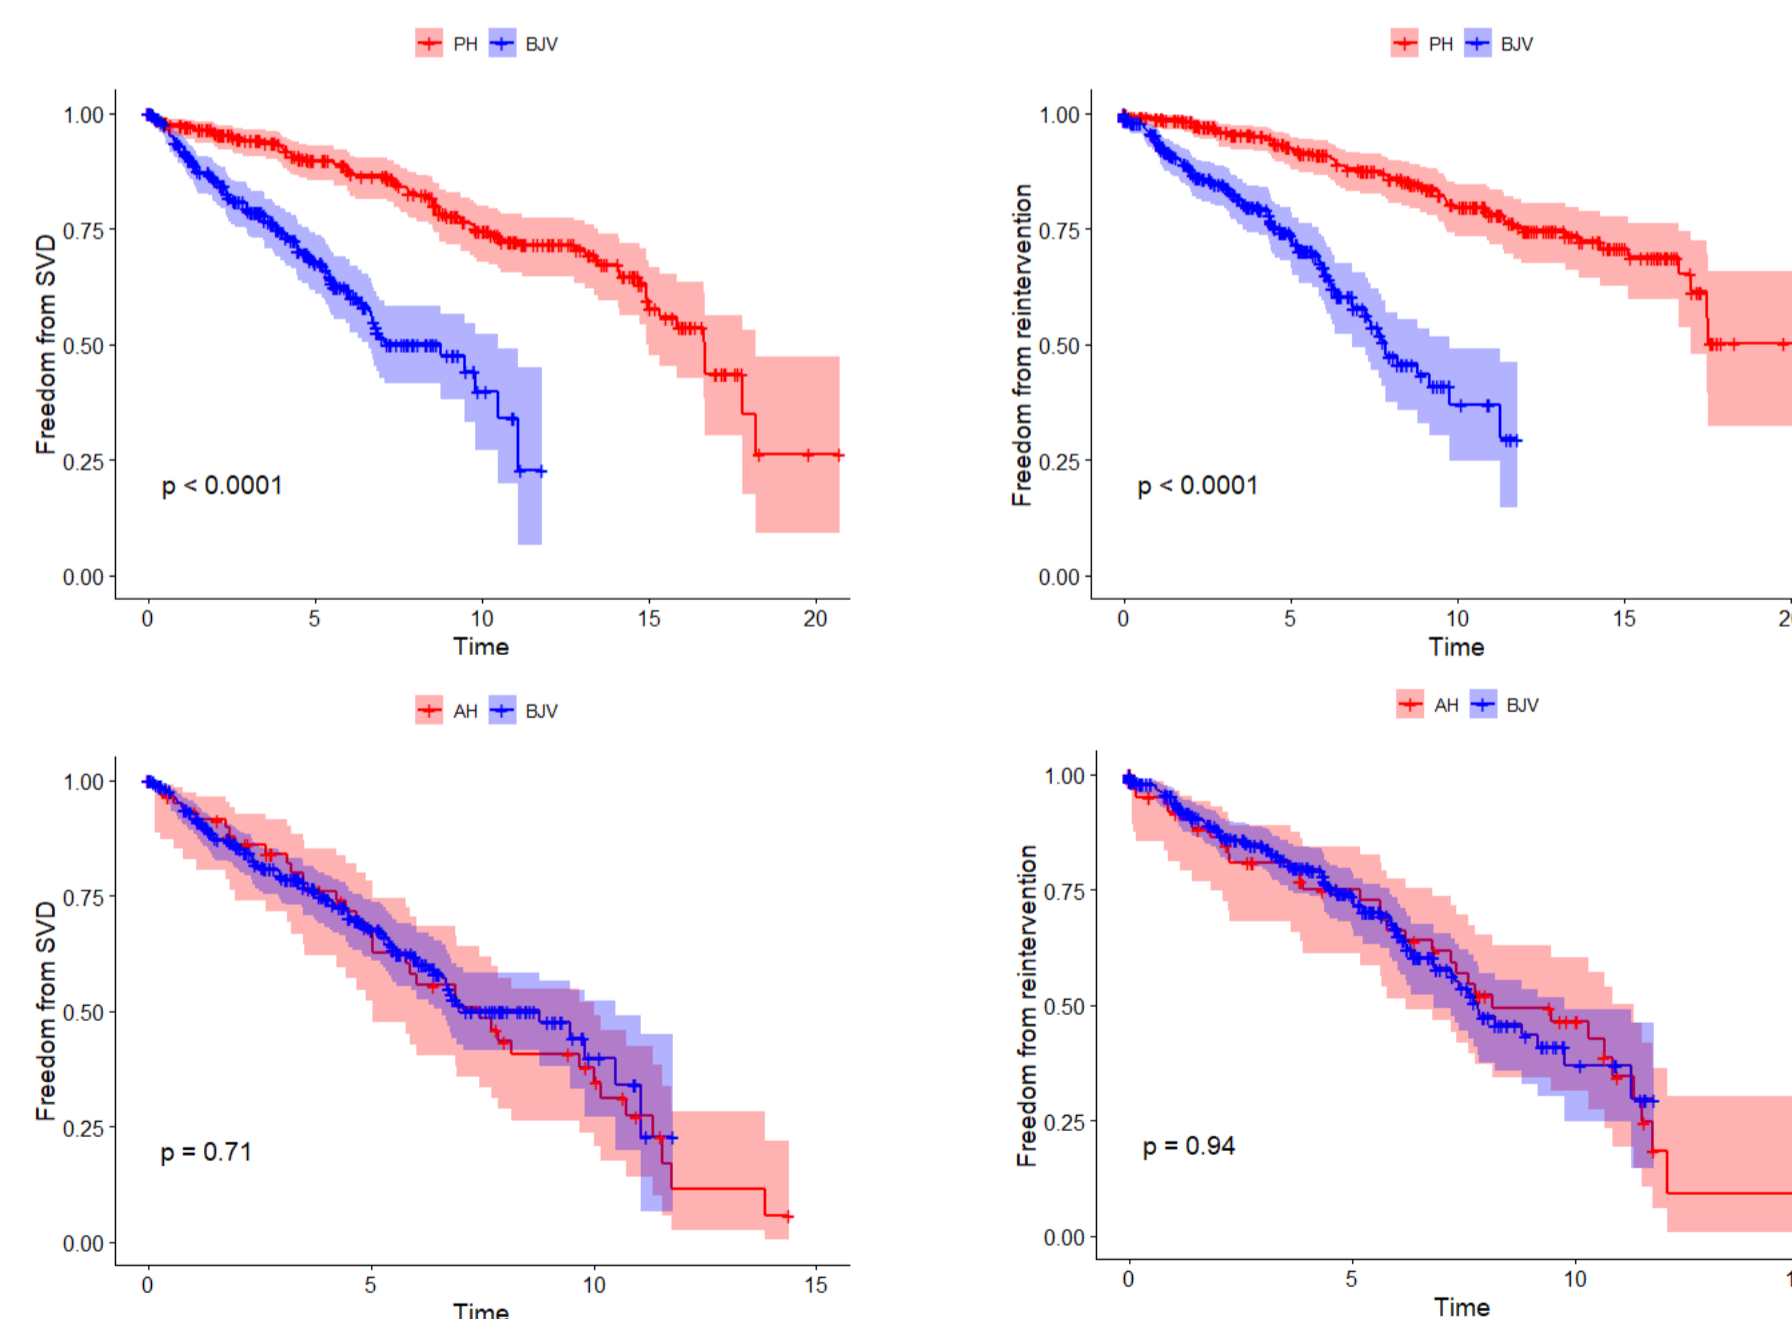 PH BJV
1.00
0.75
0.50
0.25
0.00
Freedom from SVD
p < 0.0001
0 5 10 15 20
Time
PH BJV
1.00
0.75
0.50
0.25
0.00
Freedom from reintervention
p < 0.0001
0 5 10 15
Time
AH BJV
1.00
0.75
0.50
0.25
0.00
Freedom from SVD
p = 0.71
0 5 10 15
Time
AH BJV
1.00
0.75
0.50
0.25
0.00
Freedom from reintervention
p = 0.94
0 5 10
Time